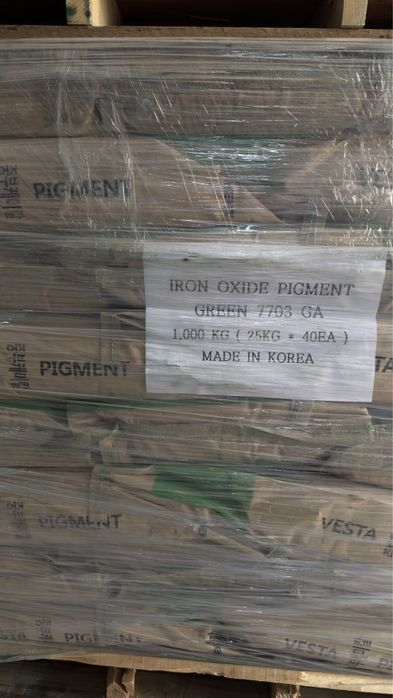 PIGMENT
IRON OXIDE PIGMENT
GREEN 7703 GA
1,000 KG ( 25KG * 40EA )
MADE IN KOREA
PIGMENT
PIGMENT
VESTA
VESTA